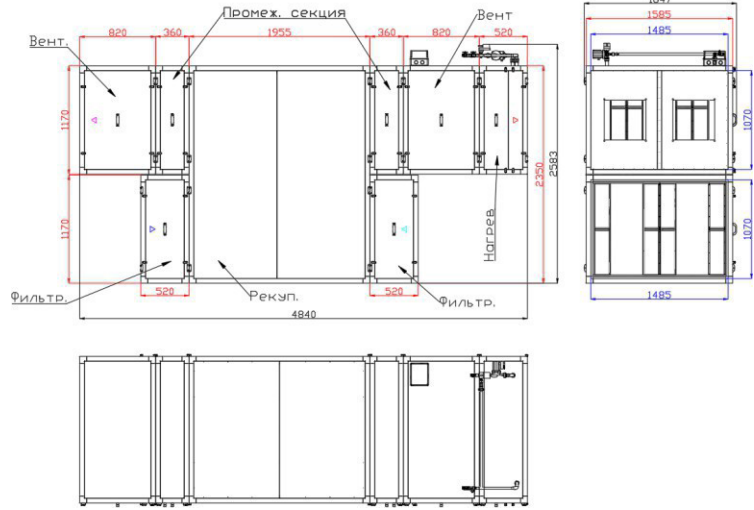 Промеж. секция
Вент
Вент.
820
360
1955
360
820
520
1585
1485
1170
1170
2350
2583
1070
1070
Нагрев
Фильтр.
520
Рекуп.
520
Фильтр.
4840
1485